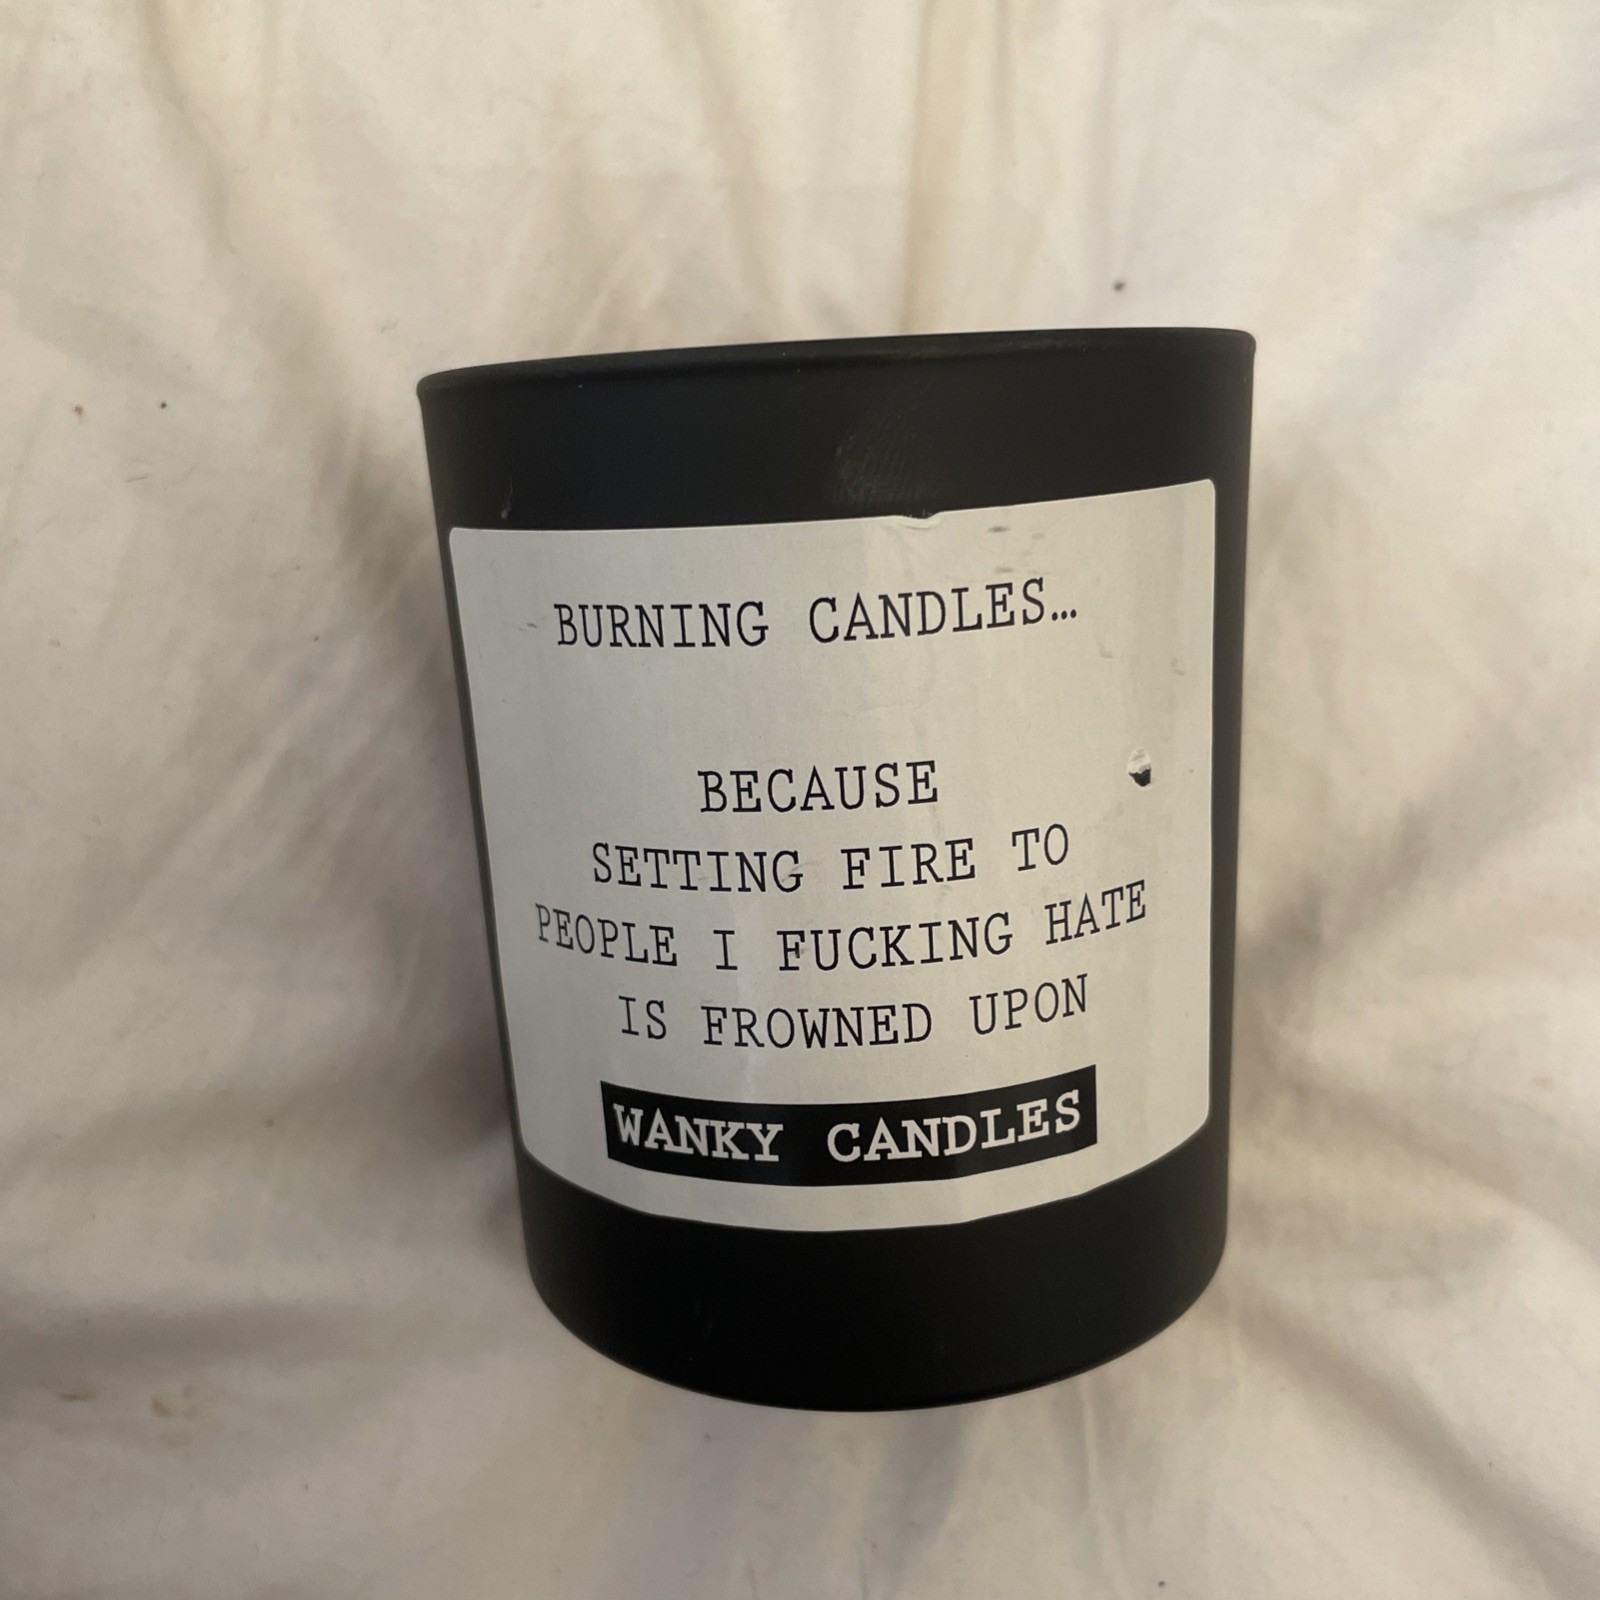 BURNING CANDLES…
BECAUSE
SETTING FIRE TO
PEOPLE I FUCKING HATE
IS FROWNED UPON
WANKY CANDLES